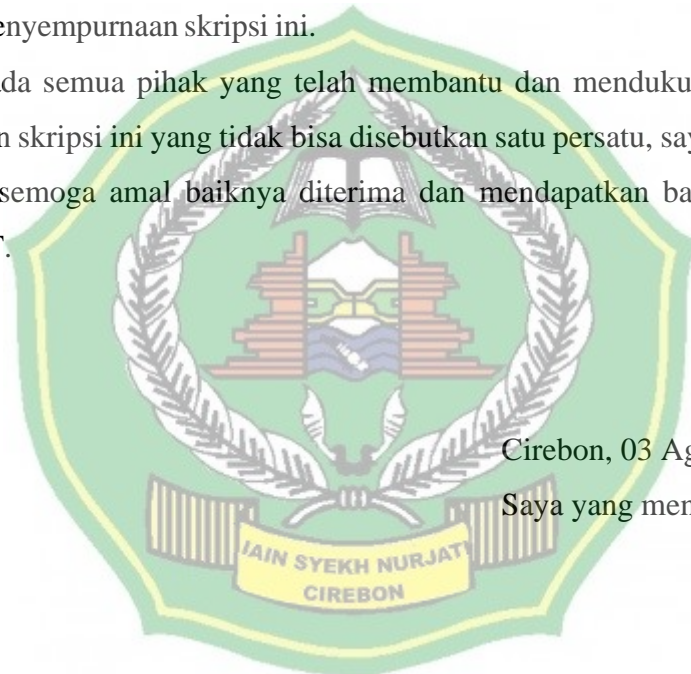 enyempurnaan skripsi ini.
da semua pihak yang telah membantu dan menduku
n skripsi ini yang tidak bisa disebutkan satu persatu, say
semoga amal baiknya diterima dan mendapatkan ba
Cirebon, 03 Ag
Saya yang men
IAIN SYEKH NURJATI
CIREBON